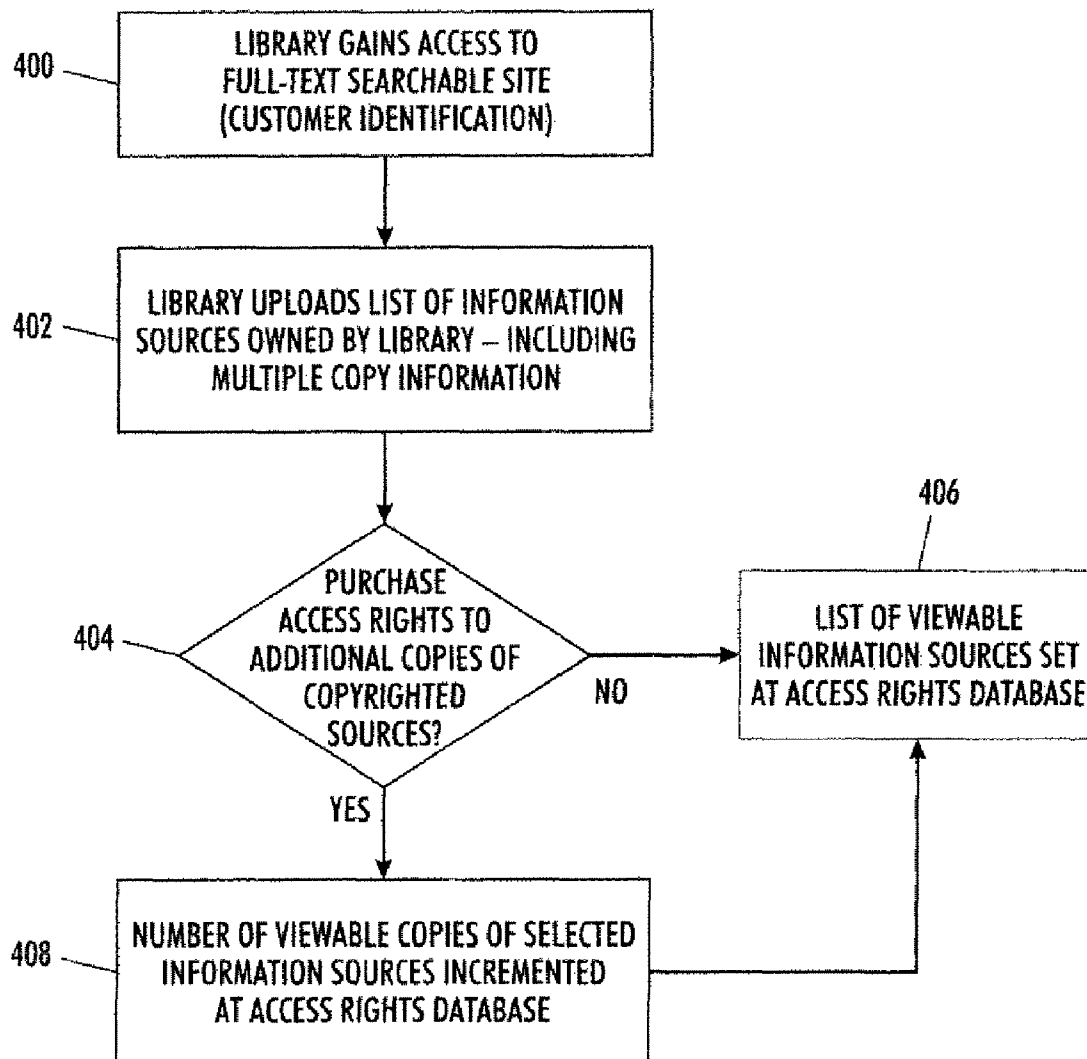 400
LIBRARY GAINS ACCESS TO
FULL-TEXT SEARCHABLE SITE
(CUSTOMER IDENTIFICATION)
402
LIBRARY UPLOADS LIST OF INFORMATION
SOURCES OWNED BY LIBRARY – INCLUDING
MULTIPLE COPY INFORMATION
404
PURCHASE
ACCESS RIGHTS TO
ADDITIONAL COPIES OF
COPYRIGHTED
SOURCES?
NO
YES
406
LIST OF VIEWABLE
INFORMATION SOURCES SET
AT ACCESS RIGHTS DATABASE
408
NUMBER OF VIEWABLE COPIES OF SELECTED
INFORMATION SOURCES INCREMENTED
AT ACCESS RIGHTS DATABASE